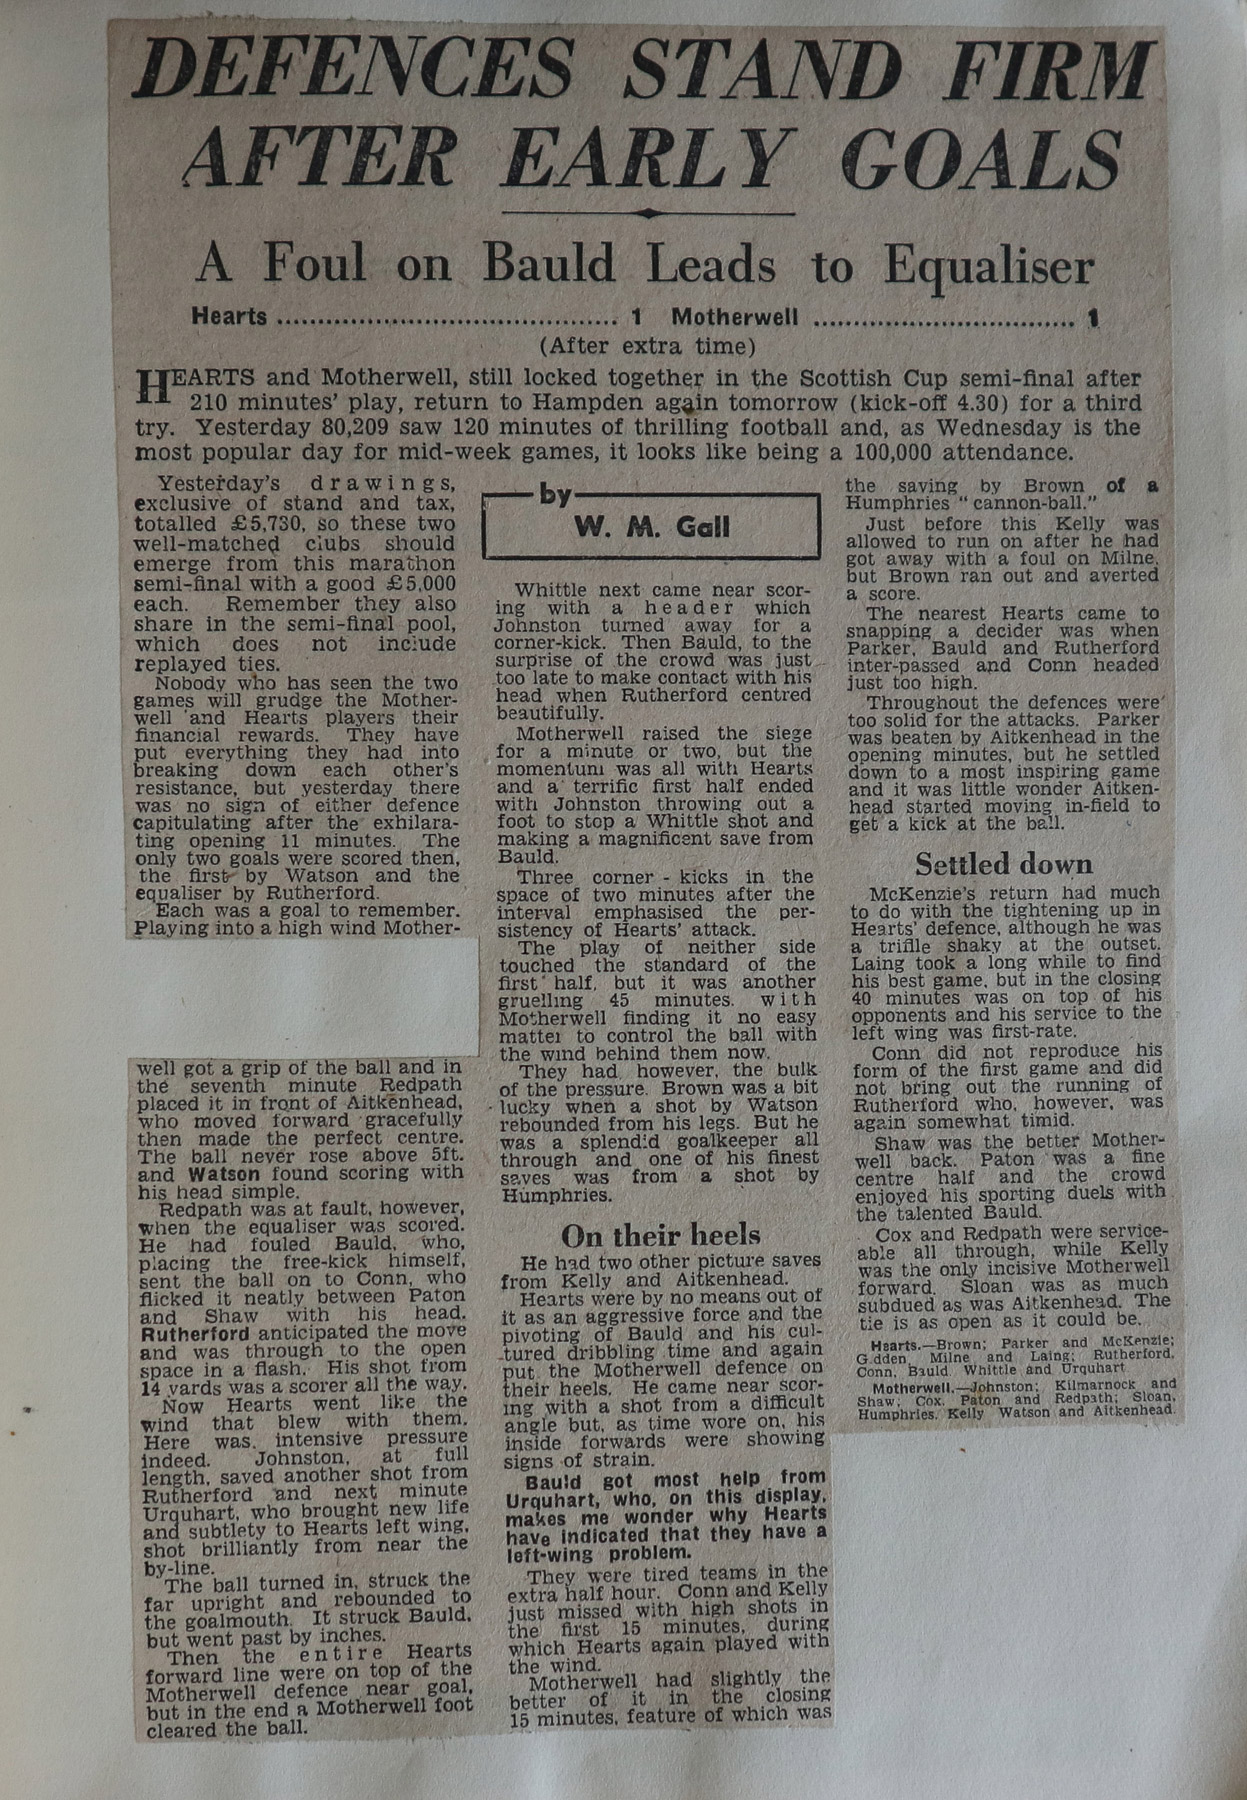 DEFENCES STAND FIRM
AFTER EARLY GOALS
A Foul on Bauld Leads to Equaliser
Hearts ........................................ 1 Motherwell ............................... 1
(After extra time)
HEARTS and Motherwell, still locked together in the Scottish Cup semi-final after
210 minutes' play, return to Hampden again tomorrow (kick-off 4.30) for a third
try. Yesterday 80,209 saw 120 minutes of thrilling football and, as Wednesday is the
most popular day for mid-week games, it looks like being a 100,000 attendance.
Yesterday's drawings,
exclusive of stand and tax,
totalled £5,730, so these two
well-matched clubs should
emerge from this marathon
semi-final with a good £5,000
each. Remember they also
share in the semi-final pool,
which does not include
replayed ties.
Nobody who has seen the two
games will grudge the Mother-
well and Hearts players their
financial rewards. They have
put everything they had into
breaking down each other's
resistance, but yesterday there
was no sign of either defence
capitulating after the exhilara-
ting opening 11 minutes. The
only two goals were scored then,
the first by Watson and the
equaliser by Rutherford.
Each was a goal to remember.
Playing into a high wind Mother-
well got a grip of the ball and in
the seventh minute Redpath
placed it in front of Aitkenhead,
who moved forward gracefully
then made the perfect centre.
The ball never rose above 5ft.
and Watson found scoring with
his head simple.
Redpath was at fault, however,
when the equaliser was scored.
He had fouled Bauld, who,
placing the free-kick himself,
sent the ball on to Conn, who
flicked it neatly between Paton
and Shaw with his head.
Rutherford anticipated the move
and was through to the open
space in a flash. His shot from
14 yards was a scorer all the way.
Now Hearts went like the
wind that blew with them.
Here was intensive pressure
indeed. Johnston, at full
length, saved another shot from
Rutherford and next minute
Urquhart, who brought new life
and subtlety to Hearts left wing,
shot brilliantly from near the
by-line.
The ball turned in, struck the
far upright and rebounded to
the goalmouth. It struck Bauld,
but went past by inches.
Then the entire Hearts
forward line were on top of the
Motherwell defence near goal,
but in the end a Motherwell foot
cleared the ball.
by
W. M. Gall
Whittle next came near scor-
ing with a header which
Johnston turned away for a
corner-kick. Then Bauld, to the
surprise of the crowd was just
too late to make contact with his
head when Rutherford centred
beautifully.
Motherwell raised the siege
for a minute or two, but the
momentum was all with Hearts
and a terrific first half ended
with Johnston throwing out a
foot to stop a Whittle shot and
making a magnificent save from
Bauld.
Three corner-kicks in the
space of two minutes after the
interval emphasised the per-
sistency of Hearts' attack.
The play of neither side
touched the standard of the
first half, but it was another
gruelling 45 minutes, with
Motherwell finding it no easy
matter to control the ball with
the wind behind them now.
They had, however, the bulk
of the pressure. Brown was a bit
lucky when a shot by Watson
rebounded from his legs. But he
was a splendid goalkeeper all
through and one of his finest
saves was from a shot by
Humphries.
On their heels
He had two other picture saves
from Kelly and Aitkenhead.
Hearts were by no means out of
it as an aggressive force and the
pivoting of Bauld and his cul-
tured dribbling time and again
put the Motherwell defence on
their heels. He came near scor-
ing with a shot from a difficult
angle but, as time wore on, his
inside forwards were showing
signs of strain.
Bauld got most help from
Urquhart, who, on this display,
makes me wonder why Hearts
have indicated that they have a
left-wing problem.
They were tired teams in the
extra half hour. Conn and Kelly
just missed with high shots in
the first 15 minutes, during
which Hearts again played with
the wind.
Motherwell had slightly the
better of it in the closing
15 minutes, feature of which was
the saving by Brown of a
Humphries "cannon-ball."
Just before this Kelly was
allowed to run on after he had
got away with a foul on Milne,
but Brown ran out and averted
a score.
The nearest Hearts came to
snapping a decider was when
Parker, Bauld and Rutherford
inter-passed and Conn headed
just too high.
Throughout the defences were
too solid for the attacks. Parker
was beaten by Aitkenhead in the
opening minutes, but he settled
down to a most inspiring game
and it was little wonder Aitken-
head started moving in-field to
get a kick at the ball.
Settled down
McKenzie's return had much
to do with the tightening up in
Hearts' defence, although he was
a trifle shaky at the outset.
Laing took a long while to find
his best game, but in the closing
40 minutes was on top of his
opponents and his service to the
left wing was first-rate.
Conn did not reproduce his
form of the first game and did
not bring out the running of
Rutherford who, however, was
again somewhat timid.
Shaw was the better Mother-
well back. Paton was a fine
centre half and the crowd
enjoyed his sporting duels with
the talented Bauld.
Cox and Redpath were service-
able all through, while Kelly
was the only incisive Motherwell
forward. Sloan was as much
subdued as was Aitkenhead. The
tie is as open as it could be.
Hearts.—Brown; Parker and McKenzie;
Gidden, Milne and Laing; Rutherford,
Conn, Bauld, Whittle and Urquhart
Motherwell.—Johnston; Kilmarnock and
Shaw; Cox, Paton and Redpath; Sloan,
Humphries, Kelly Watson and Aitkenhead.